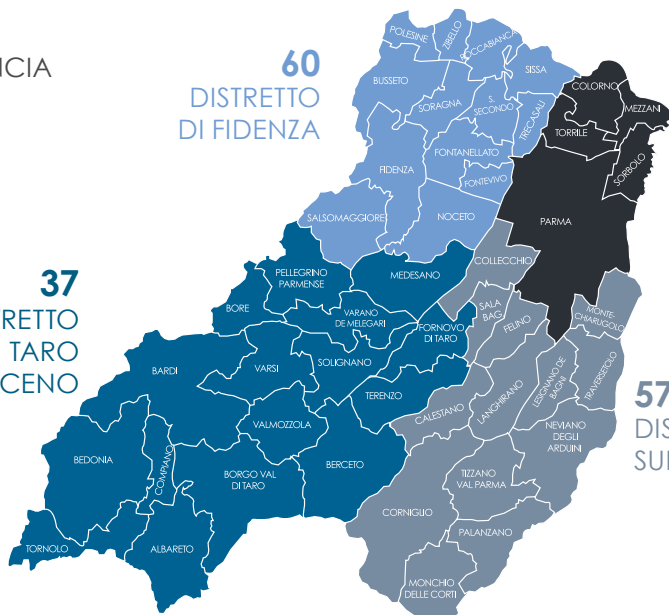 NCIA
60
DISTRETTO
DI FIDENZA
POLESINE
ZIBELLO
ROCCABIANCA
BUSSETO
SORAGNA
S.
SECONDO
SISSA
TRECASALI
COLORNO
MEZZANI
TORRILE
SORBOLO
FONTANELLATO
FIDENZA
FONTEVIVO
PARMA
SALSOMAGGIORE
NOCETO
COLLECCHIO
37
RETTO
TARO
CENO
PELLEGRINO
PARMENSE
MEDESANO
BORE
VARANO
DE MELEGARI
FORNOVO
DI TARO
SALA
BAG.
FELINO
MONTE-
CHIARUGOLO
BARDI
VARSI
SOLIGNANO
TERENZO
CALESTANO
LANGHIRANO
LESIGNANO DE
BAGNI
TRAVERSETOLO
57
DIS
SU
VALMOZZOLA
NEVIANO
DEGLI
ARDUINI
BEDONIA
COMPIANO
BORGO VAL
DI TARO
BERCETO
TIZZANO
VAL PARMA
CORNIGLIO
PALANZANO
TORNOLO
ALBARETO
MONCHIO
DELLE CORTI